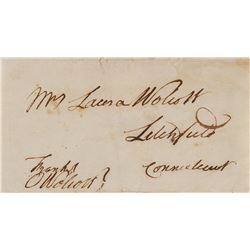 Mrs Laura Wolcott
Litchfield
Connecticut
Frank'd
O Wolcott